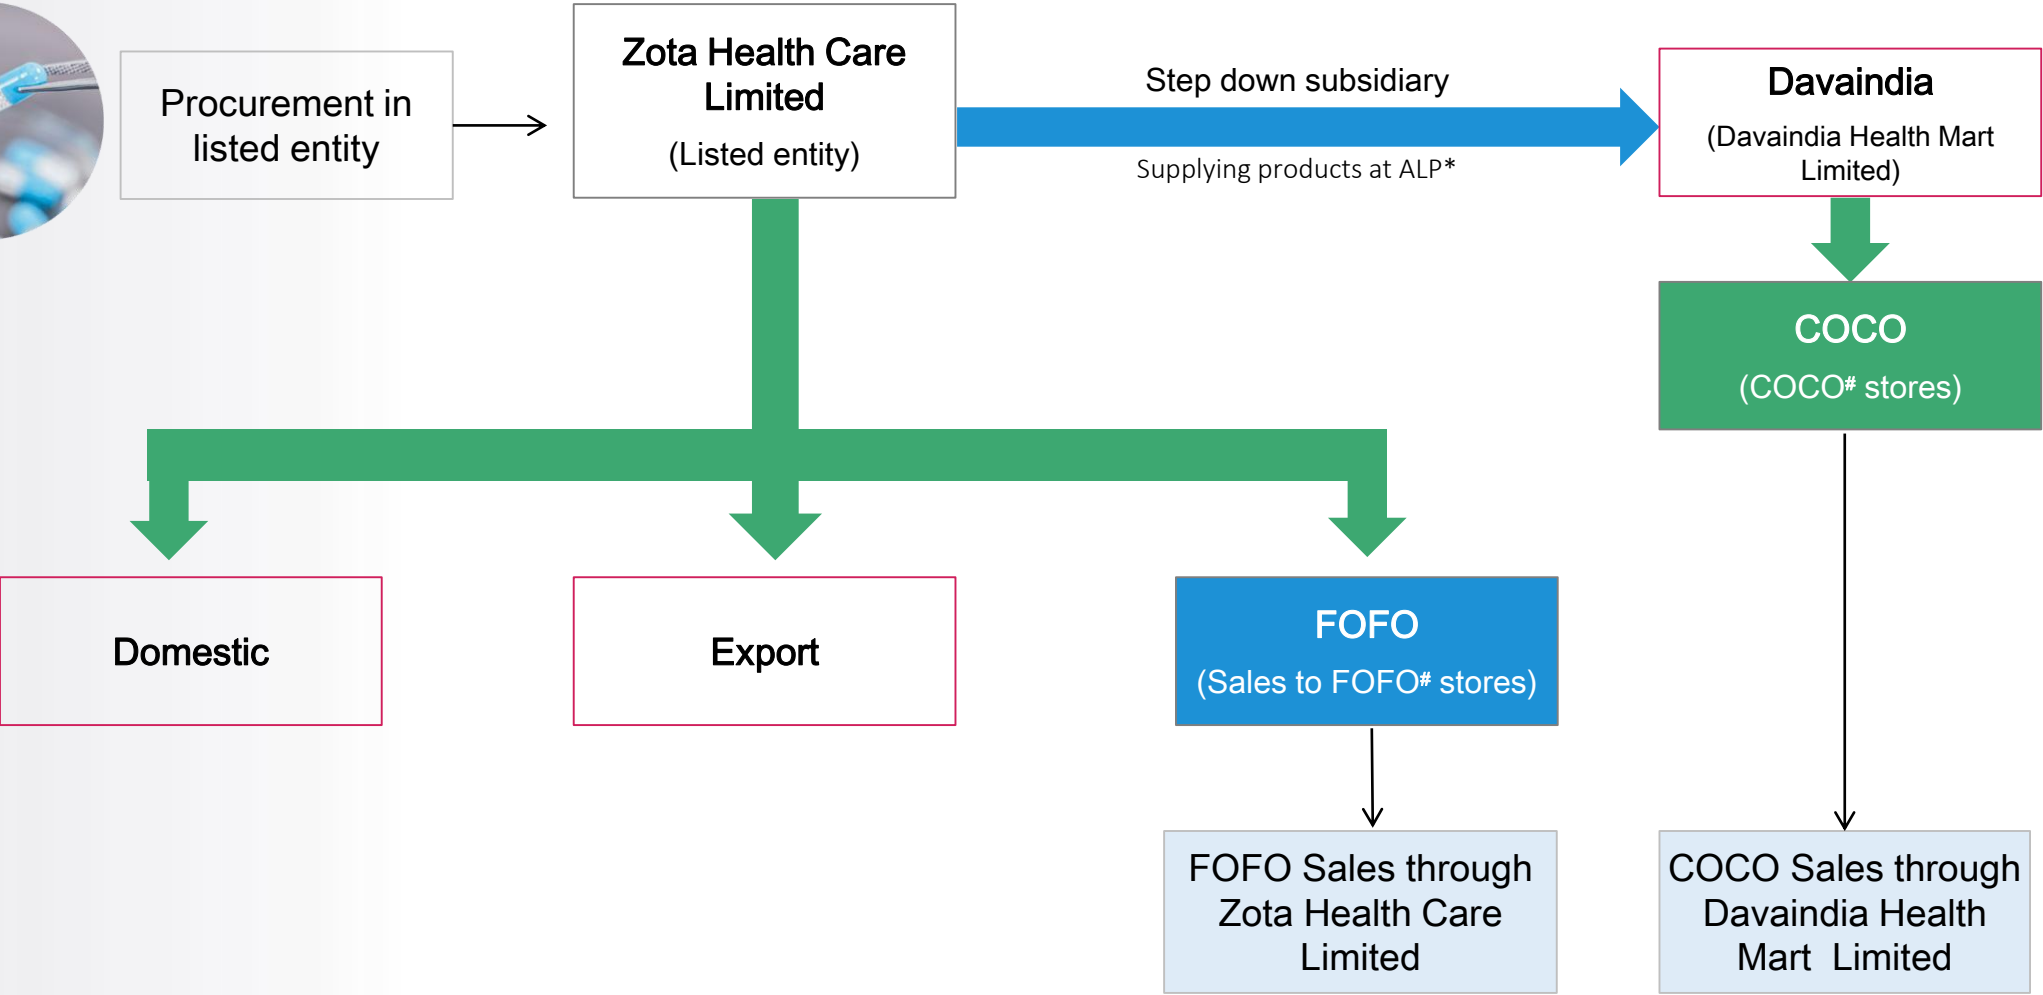 Procurement in
listed entity
Zota Health Care
Limited
(Listed entity)
Step down subsidiary
Supplying products at ALP*
Davaindia
(Davaindia Health Mart
Limited)
COCO
(COCO# stores)
Domestic
Export
FOFO
(Sales to FOFO# stores)
FOFO Sales through
Zota Health Care
Limited
COCO Sales through
Davaindia Health
Mart Limited